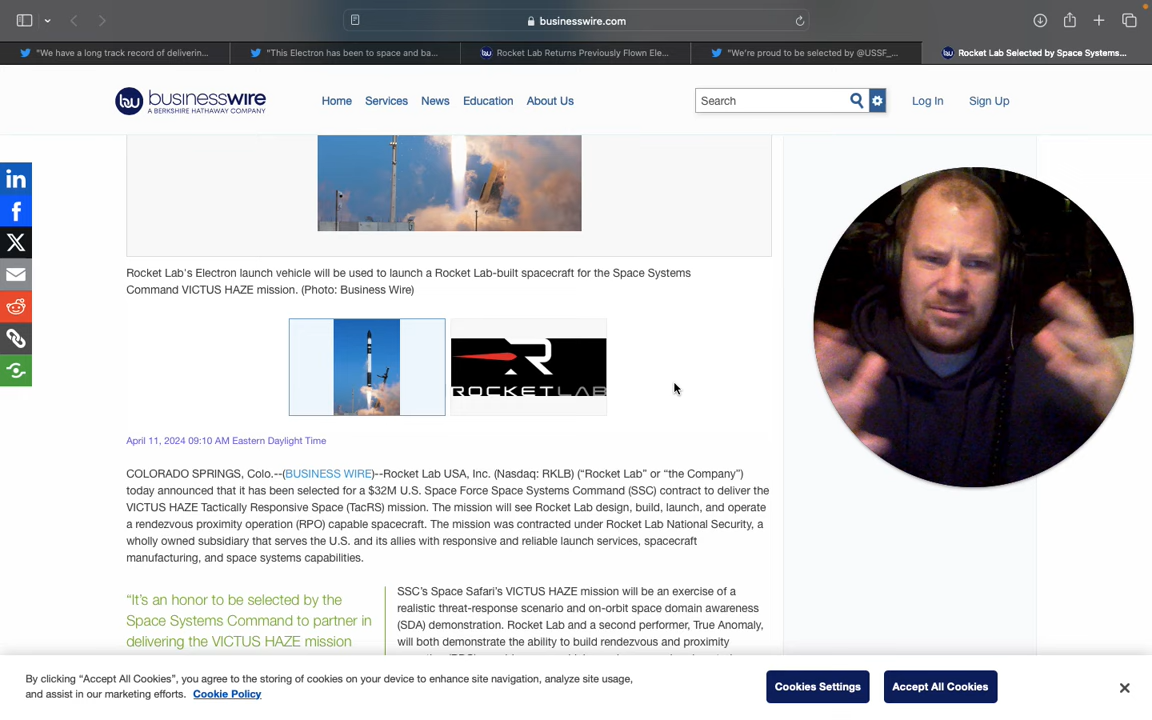 businesswire.com
"We have a long track record of deliverin...
"This Electron has been to space and ba...
Rocket Lab Returns Previously Flown Ele...
"We're proud to be selected by @USSF_...
Rocket Lab Selected by Space Systems...
businesswire
A BERKSHIRE HATHAWAY COMPANY
Home
Services
News
Education
About Us
Search
Log In
Sign Up
Rocket Lab's Electron launch vehicle will be used to launch a Rocket Lab-built spacecraft for the Space Systems
Command VICTUS HAZE mission. (Photo: Business Wire)
ROCKETLAB
April 11, 2024 09:10 AM Eastern Daylight Time
COLORADO SPRINGS, Colo.--(BUSINESS WIRE)--Rocket Lab USA, Inc. (Nasdaq: RKLB) (“Rocket Lab” or “the Company”)
today announced that it has been selected for a $32M U.S. Space Force Space Systems Command (SSC) contract to deliver the
VICTUS HAZE Tactically Responsive Space (TacRS) mission. The mission will see Rocket Lab design, build, launch, and operate
a rendezvous proximity operation (RPO) capable spacecraft. The mission was contracted under Rocket Lab National Security, a
wholly owned subsidiary that serves the U.S. and its allies with responsive and reliable launch services, spacecraft
manufacturing, and space systems capabilities.
“It's an honor to be selected by the
Space Systems Command to partner in
delivering the VICTUS HAZE mission
SSC's Space Safari's VICTUS HAZE mission will be an exercise of a
realistic threat-response scenario and on-orbit space domain awareness
(SDA) demonstration. Rocket Lab and a second performer, True Anomaly,
will both demonstrate the ability to build rendezvous and proximity
By clicking “Accept All Cookies”, you agree to the storing of cookies on your device to enhance site navigation, analyze site usage,
and assist in our marketing efforts. Cookie Policy
Cookies Settings
Accept All Cookies